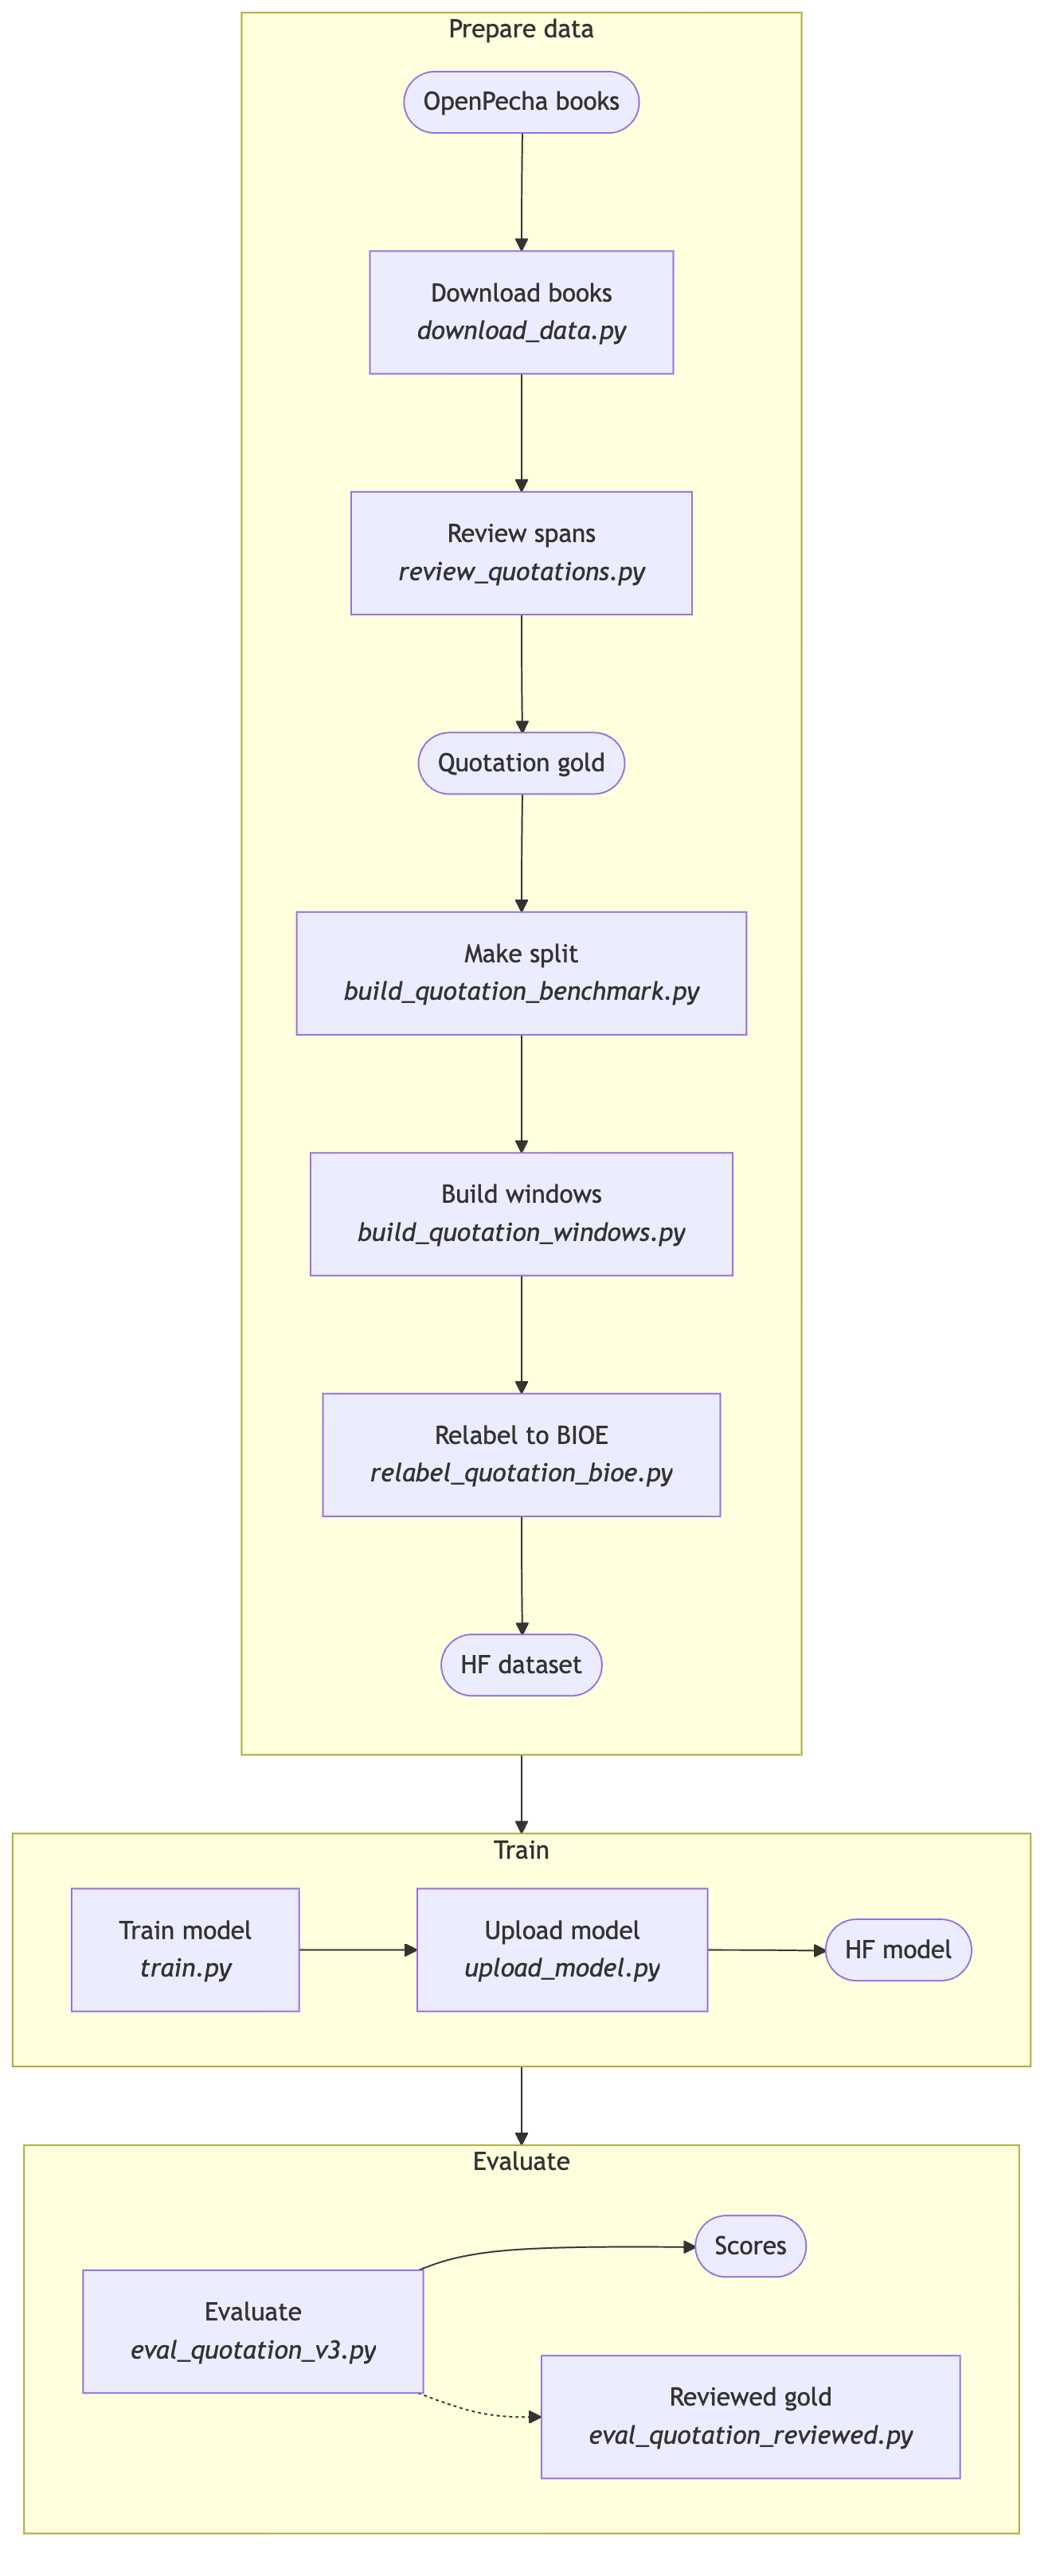 Prepare data
OpenPecha books
Download books
download_data.py
Review spans
review_quotations.py
Quotation gold
Make split
build_quotation_benchmark.py
Build windows
build_quotation_windows.py
Relabel to BIOE
relabel_quotation_bioe.py
HF dataset
Train
Train model
train.py
Upload model
upload_model.py
HF model
Evaluate
Scores
Evaluate
eval_quotation_v3.py
Reviewed gold
eval_quotation_reviewed.py